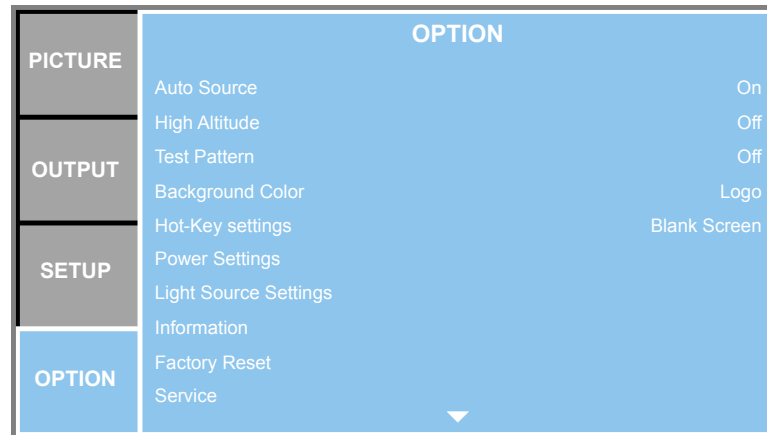 PICTURE
OUTPUT
SETUP
OPTION
OPTION
Auto Source On
High Altitude Off
Test Pattern Off
Background Color Logo
Hot-Key settings Blank Screen
Power Settings
Light Source Settings
Information
Factory Reset
Service